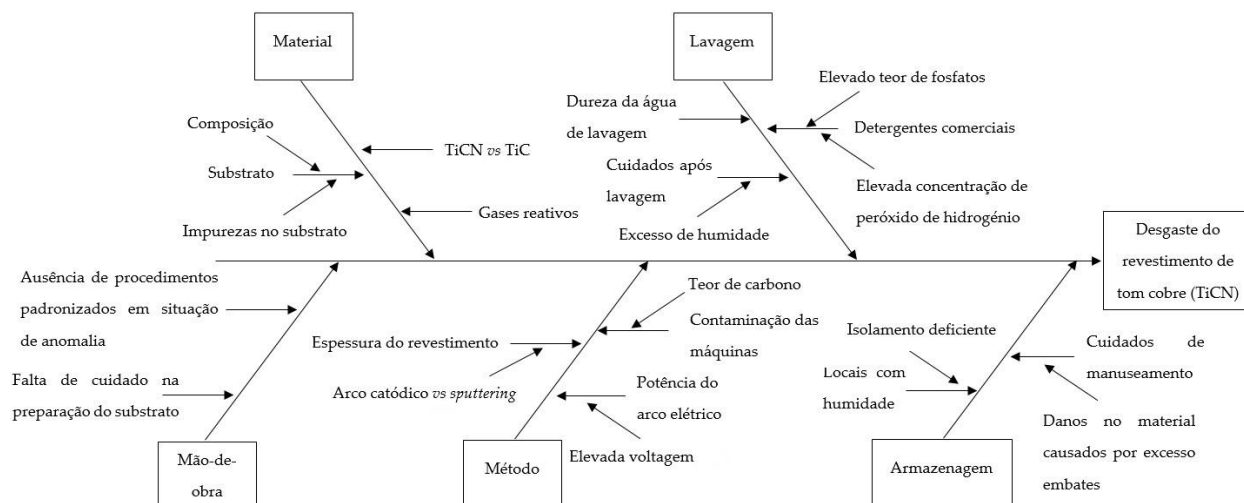 Material
Lavagem
Elevado teor de fosfatos
Dureza da água
de lavagem
Detergentes comerciais
Composição
TiCN vs TiC
Substrato
Cuidados após
lavagem
Elevada concentração de
peróxido de hidrogénio
Gases reativos
Impurezas no substrato
Excesso de humidade
Desgaste do
revestimento de
tom cobre (TiCN)
Ausência de procedimentos
padronizados em situação
de anomalia
Teor de carbono
Contaminação das
máquinas
Espessura do revestimento
Isolamento deficiente
Cuidados de
manuseamento
Falta de cuidado na
preparação do substrato
Arco catódico vs sputtering
Potência do
arco elétrico
Locais com
humidade
Danos no material
causados por excesso
embates
Elevada voltagem
Mão-de-
obra
Método
Armazenagem